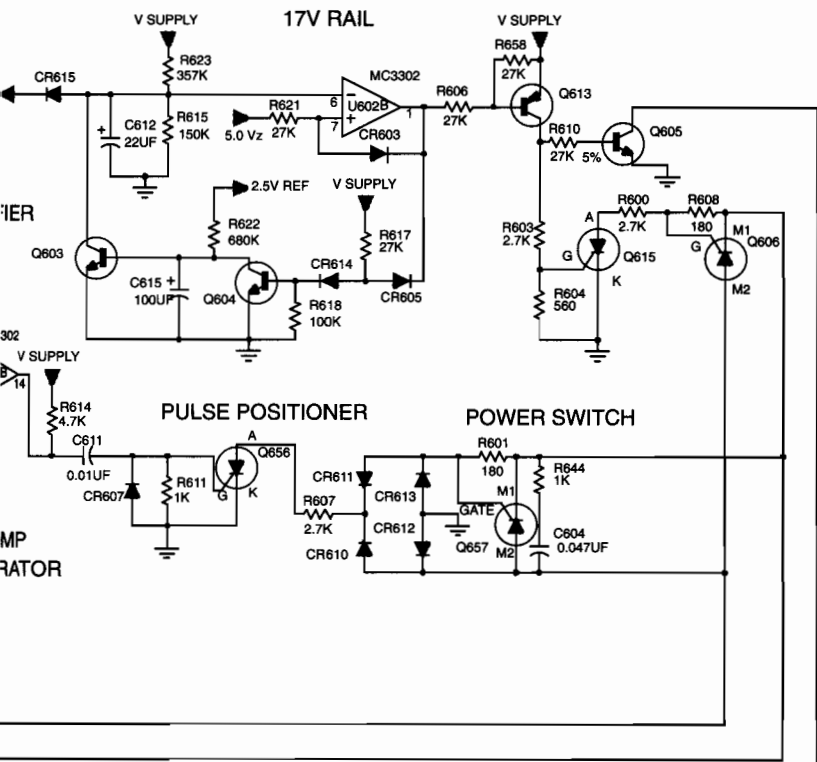 17V RAIL
V SUPPLY
R623
357K
CR615
C612
22UF
R615
150K
R621
27K
5.0 Vz
6
7
MC3302
U602B
1
CR603
R606
27K
R658
27K
V SUPPLY
Q613
R610
27K 5%
Q605
2.5V REF
V SUPPLY
R622
680K
R617
27K
FIER
Q603
C615
100UF
Q604
CR614
CR605
R618
100K
R603
2.7K
R604
560
A
G
K
Q615
R600
2.7K
R608
180
M1
G
Q606
M2
302
V SUPPLY
B
14
R614
4.7K
PULSE POSITIONER
C611
0.01UF
CR607
R611
1K
A
Q656
G
K
R607
2.7K
POWER SWITCH
R601
180
CR611
CR613
CR612
CR610
GATE
M1
Q657
M2
R644
1K
C604
0.047UF
MP
RATOR